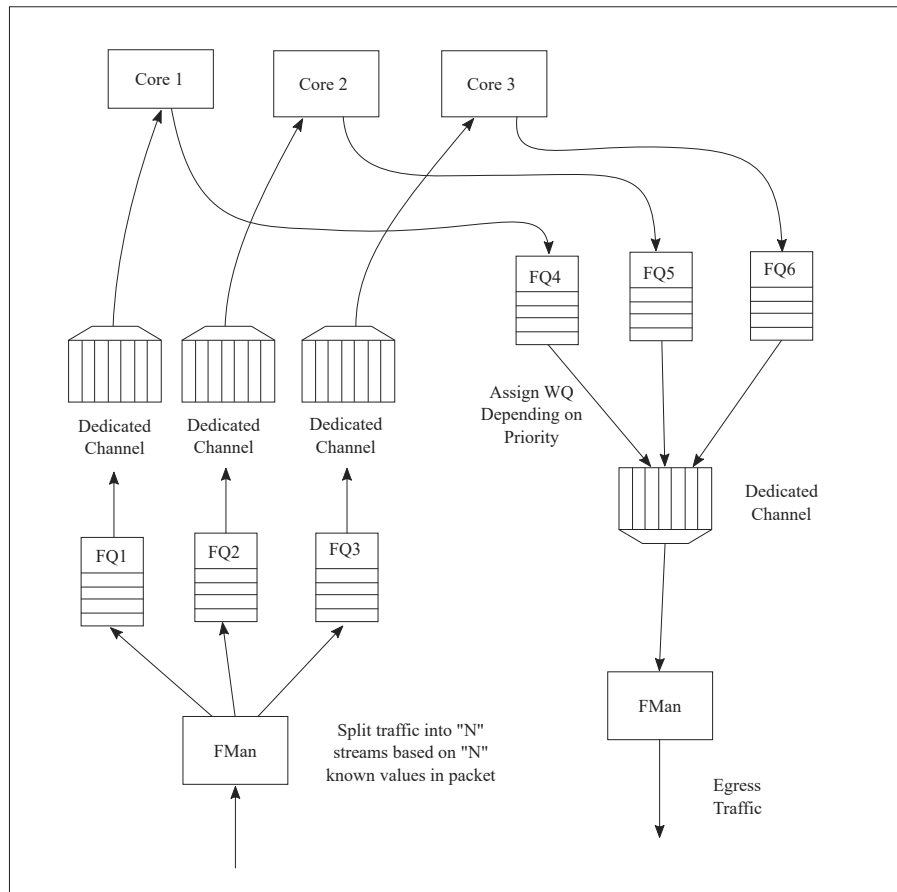 Core 1
Core 2
Core 3
FQ4
FQ5
FQ6
Assign WQ
Depending on
Priority
Dedicated
Channel
Dedicated
Channel
Dedicated
Channel
Dedicated
Channel
FQ1
FQ2
FQ3
FMan
Split traffic into "N"
streams based on "N"
known values in packet
FMan
Egress
Traffic